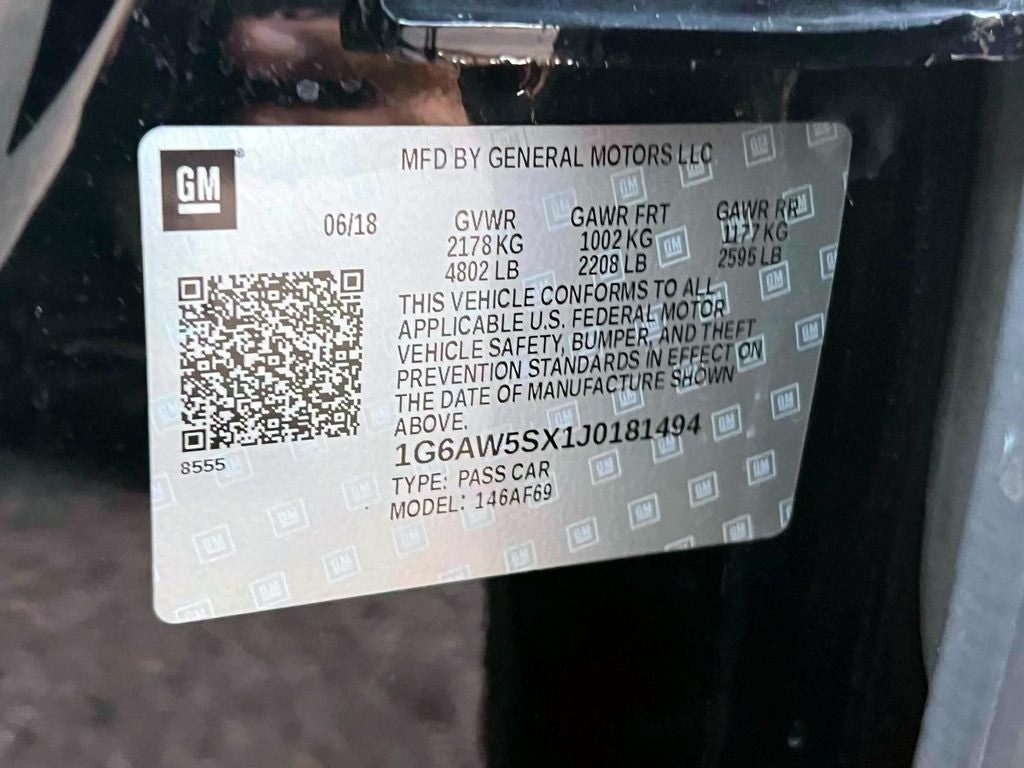 GM
MFD BY GENERAL MOTORS LLC
06/18 GVWR GAWR FRT GAWR RR
2178 KG 1002 KG 1177 KG
4802 LB 2208 LB 2595 LB
THIS VEHICLE CONFORMS TO ALL
APPLICABLE U.S. FEDERAL MOTOR
VEHICLE SAFETY, BUMPER, AND THEFT
PREVENTION STANDARDS IN EFFECT ON
THE DATE OF MANUFACTURE SHOWN
ABOVE.
8555
1G6AW5SX1J0181494
TYPE: PASS CAR
MODEL: 146AF69